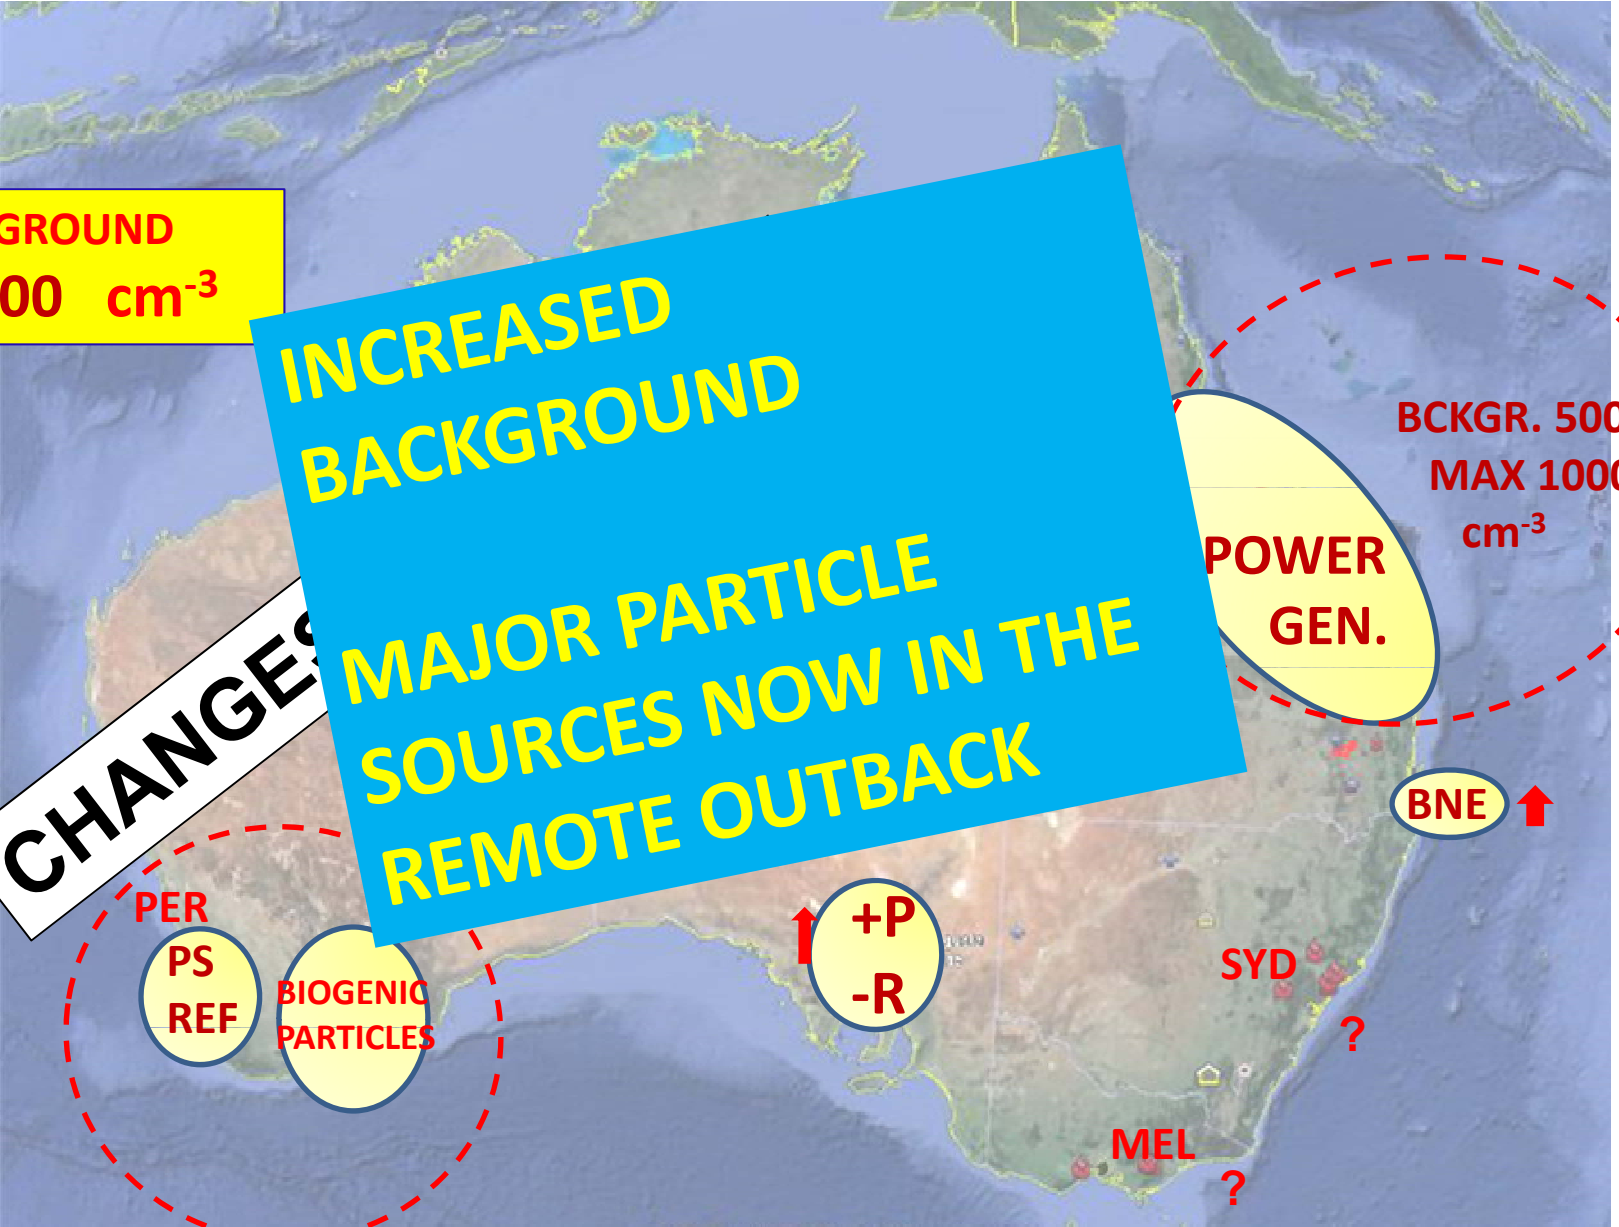 GROUND
00 cm-3
INCREASED
BACKGROUND
MAJOR PARTICLE
SOURCES NOW IN THE
REMOTE OUTBACK
CHANGES
BCKGR. 500
MAX 1000
cm-3
POWER
GEN.
BNE
PER
PS
REF
BIOGENIC
PARTICLES
+P
-R
SYD
?
MEL
?